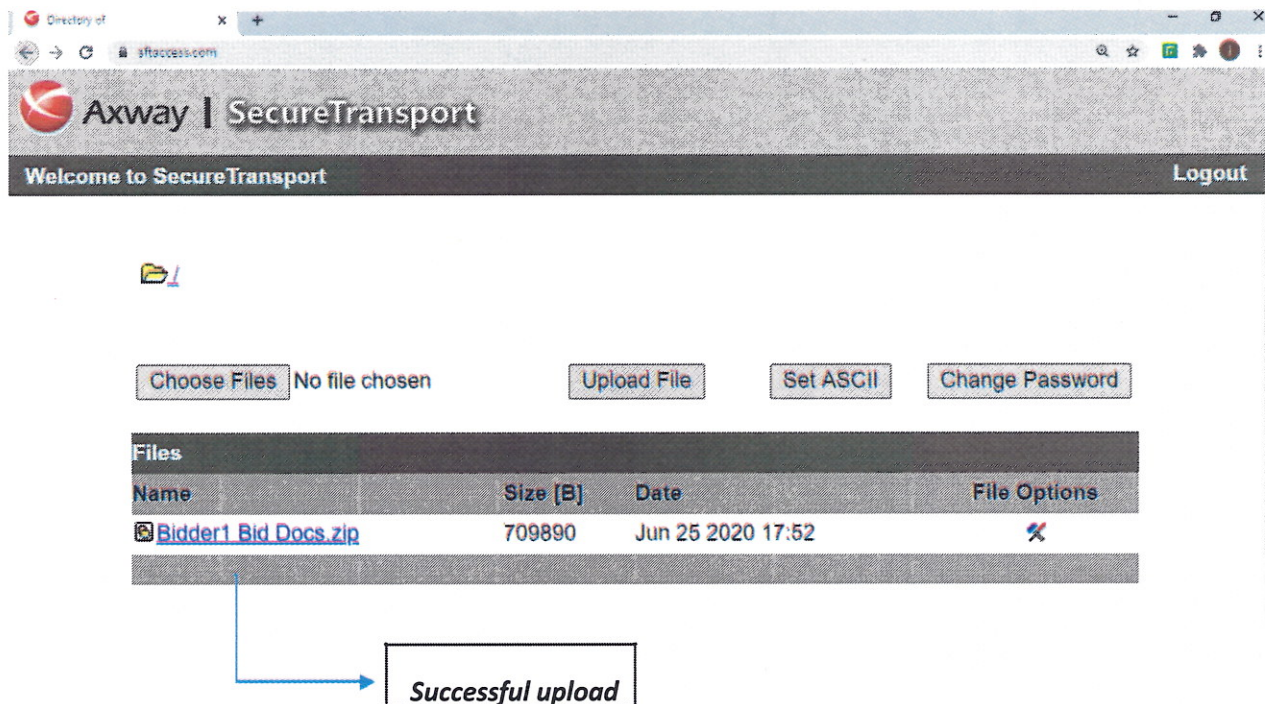 Directory of
aftaccess.com
Axway | SecureTransport
Welcome to SecureTransport Logout
/
Choose Files No file chosen Upload File Set ASCII Change Password
Files
Name Size [B] Date File Options
Bidder1 Bid Docs.zip 709890 Jun 25 2020 17:52
Successful upload